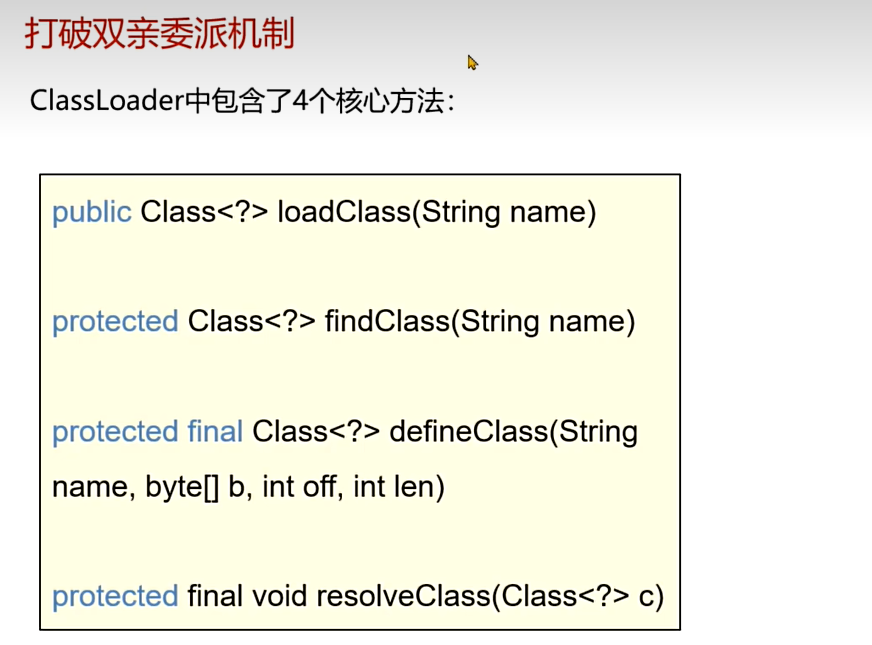 打破双亲委派机制
ClassLoader中包含了4个核心方法：
public Class<?> loadClass(String name)
protected Class<?> findClass(String name)
protected final Class<?> defineClass(String
name, byte[] b, int off, int len)
protected final void resolveClass(Class<?> c)